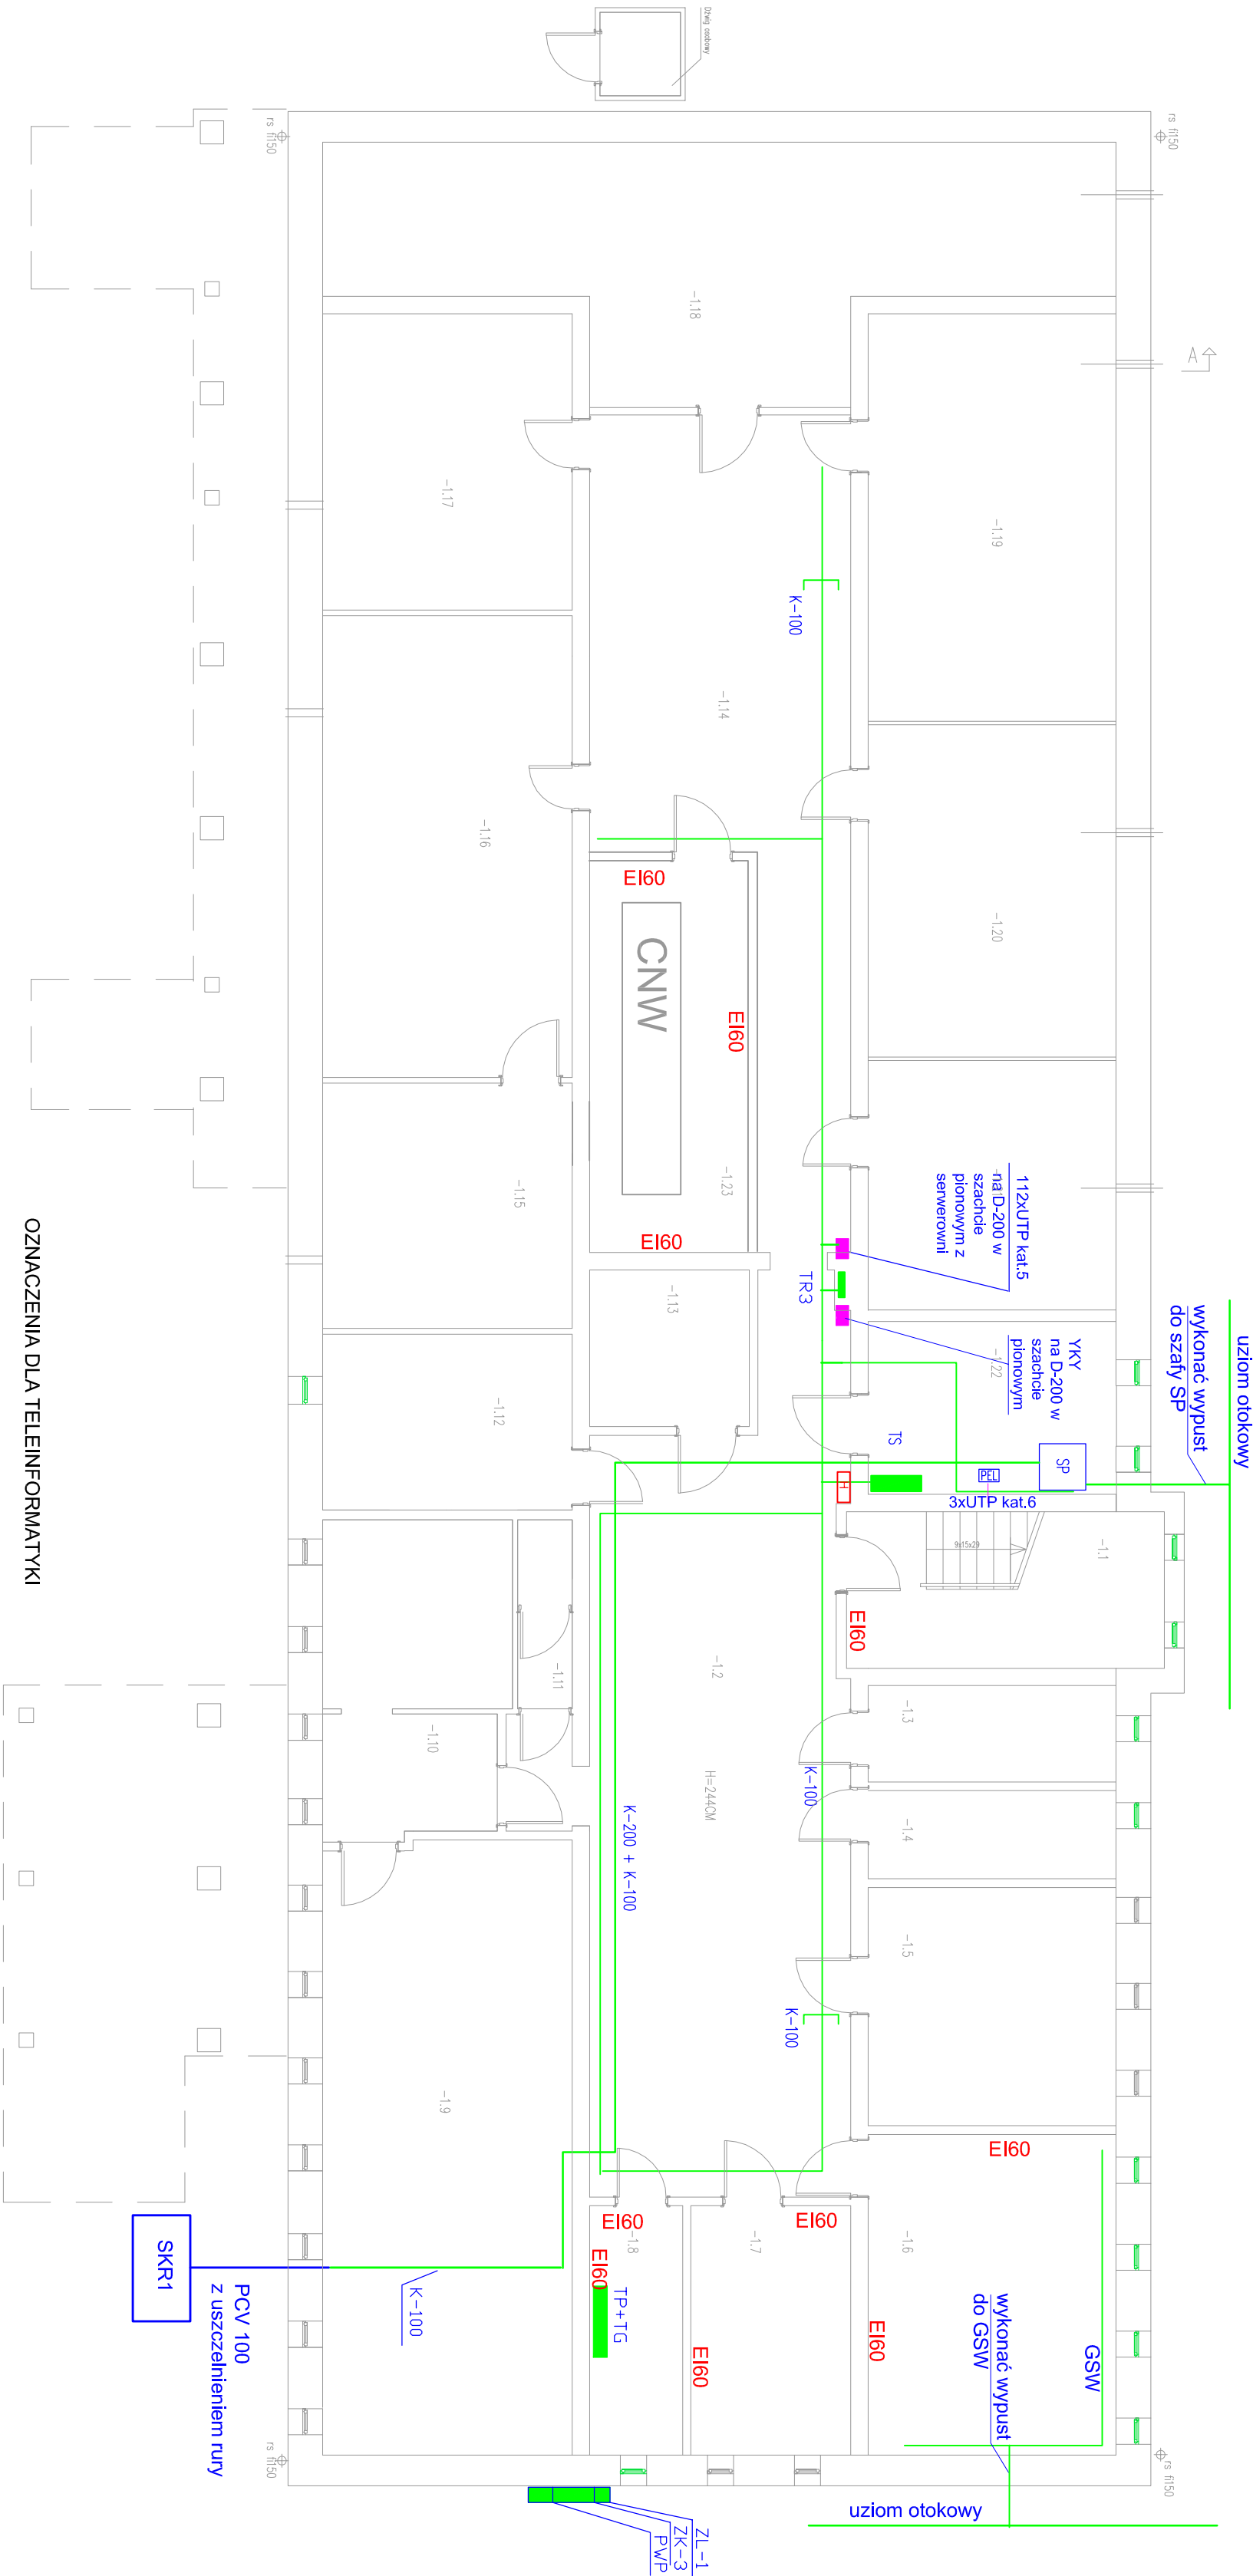 Dźwig osobowy
rs fi150
rs fi150
A
-1.18
-1.17
-1.19
K-100
-1.14
-1.16
EI60
CNW
-1.20
EI60
-1.23
-1.15
EI60
112xUTP kat.5
na D-200 w
szachcie
pionowym z
serwerowni
-1.13
TR3
YKY
na D-200 w
szachcie
pionowym
-1.22
uziom otokowy
wykonać wypust
do szafy SP
-1.12
TS
SP
PEL
H
3xUTP kat.6
9x15x29
-1.1
EI60
OZNACZENIA DLA TELEINFORMATYKI
-1.2
-1.11
-1.3
-1.10
H=244CM
K-100
K-200 + K-100
-1.4
-1.5
K-100
-1.9
EI60
EI60
EI60
-1.8
-1.7
-1.6
EI60
TP+TG
SKR1
K-100
PCV 100
z uszczelnieniem rury
EI60
EI60
wykonać wypust
do GSW
GSW
rs fi150
rs fi150
uziom otokowy
ZL-1
ZK-3
PWP